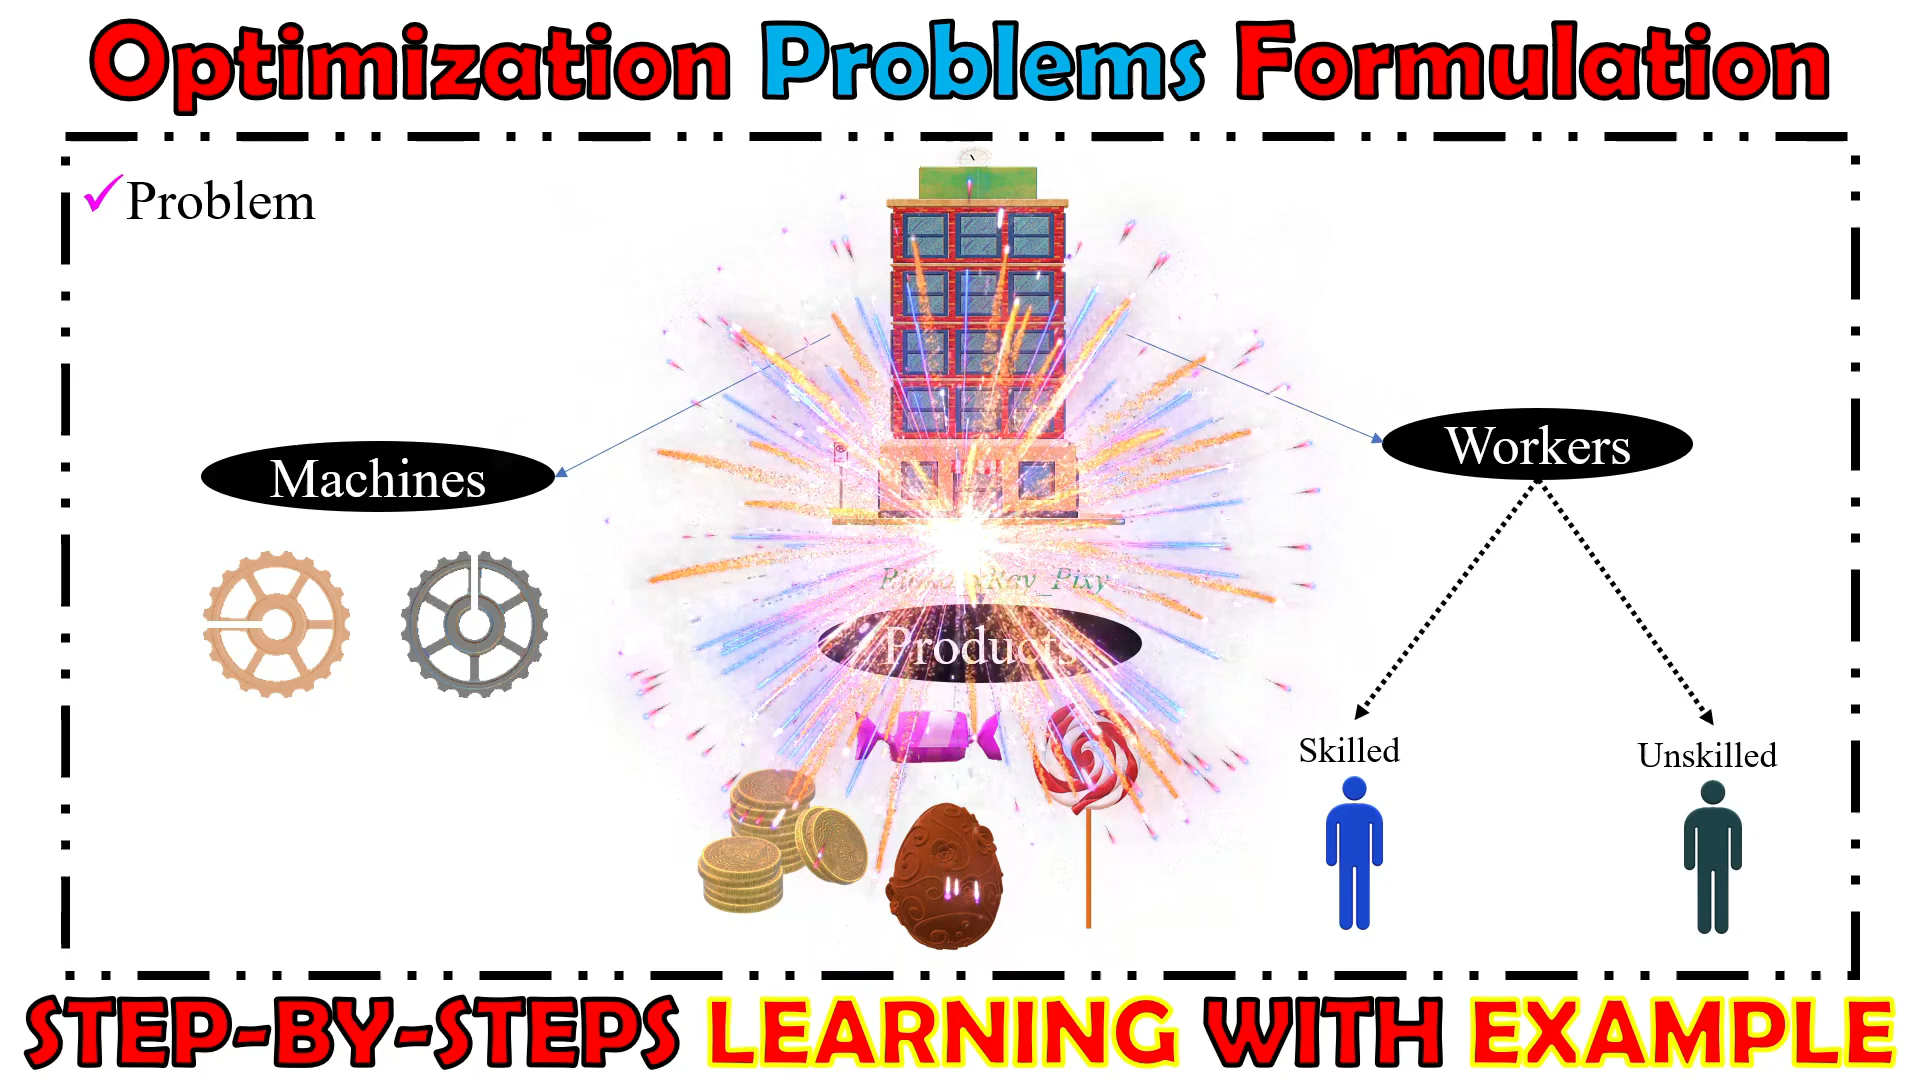 Optimization Problems Formulation
Problem
Machines
Workers
Products
Skilled
Unskilled
STEP-BY-STEPS LEARNING WITH EXAMPLE